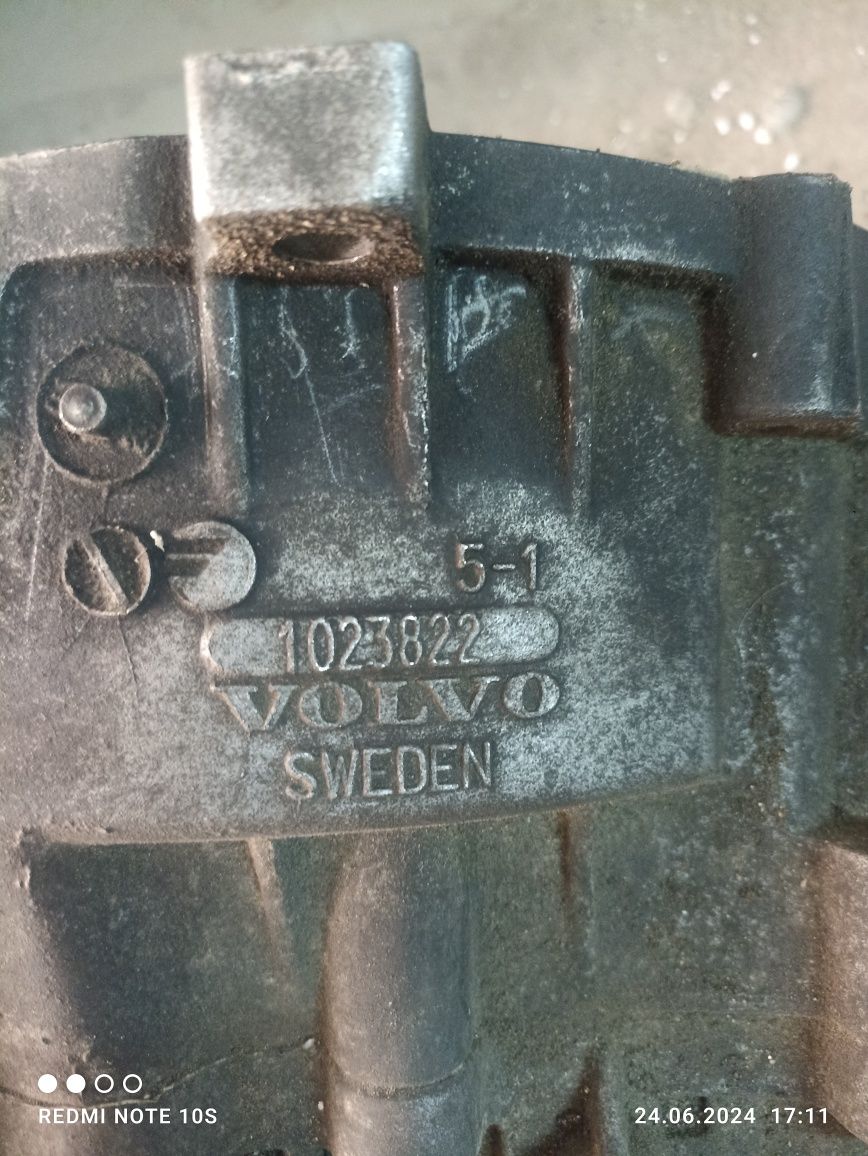 5-1
1023822
VOLVO
SWEDEN
REDMI NOTE 10S
24.06.2024 17:11